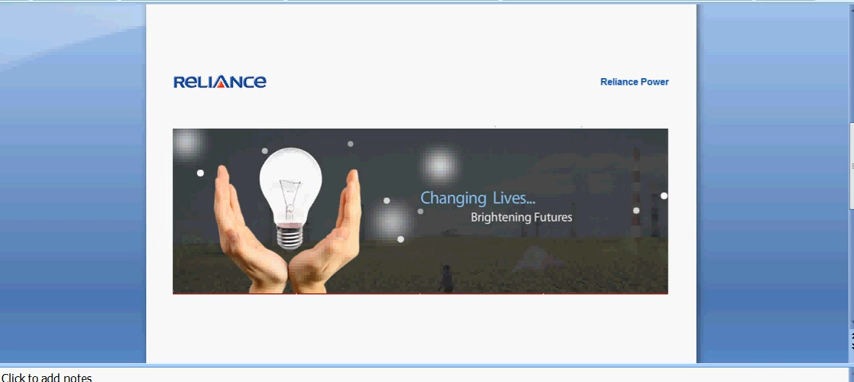 RELIANCE
Reliance Power
Changing Lives...
Brightening Futures
Click to add notes